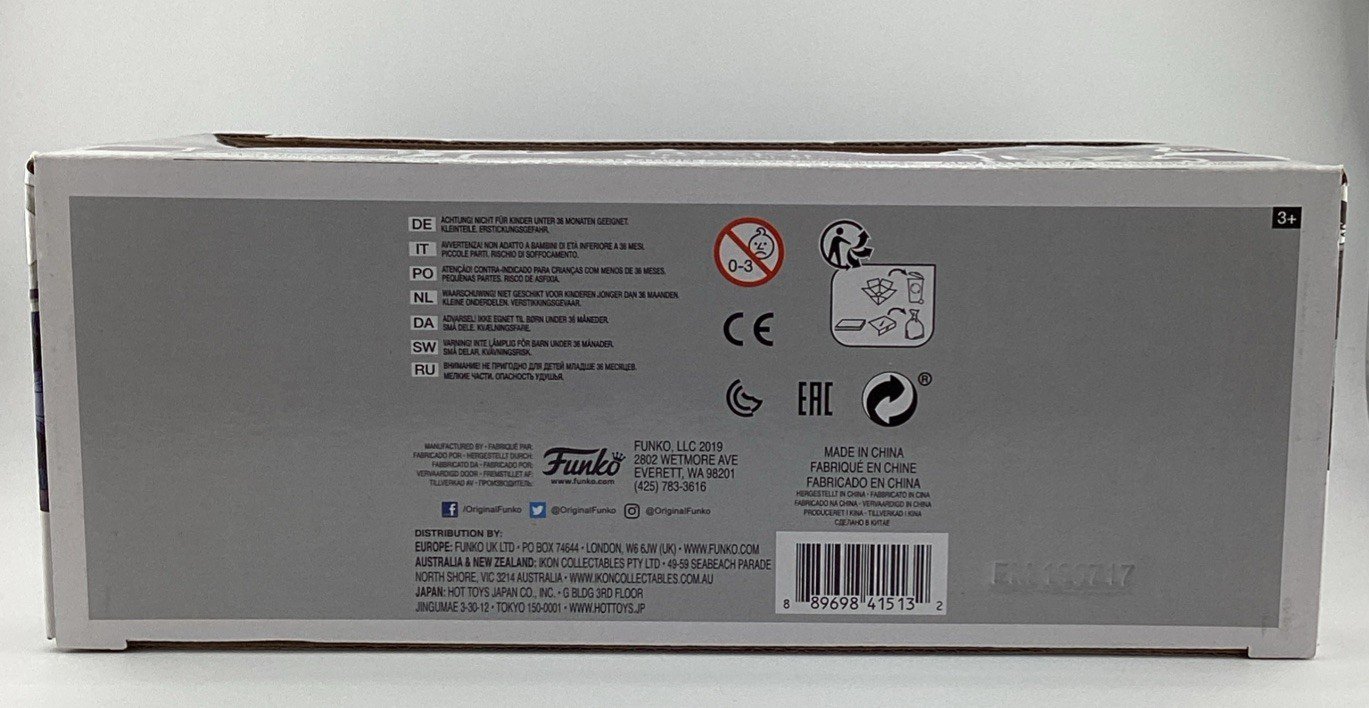 3+
DE ACHTUNG! NICHT FÜR KINDER UNTER 36 MONATEN GEEIGNET.
KLEINTEILE. ERSTICKUNGSGEFAHR.
IT AVVERTENZA! NON ADATTO A BAMBINI DI ETÀ INFERIORE A 36 MESI.
PICCOLE PARTI. RISCHIO DI SOFFOCAMENTO.
PO ATENÇÃO! CONTRA-INDICADO PARA CRIANÇAS COM MENOS DE 36 MESES.
PEQUENAS PARTES. RISCO DE ASFIXIA.
NL WAARSCHUWING! NIET GESCHIKT VOOR KINDEREN JONGER DAN 36 MAANDEN.
KLEINE ONDERDELEN. VERSTIKKINGSGEVAAR.
DA ADVARSEL! IKKE EGNET TIL BØRN UNDER 36 MÅNEDER.
SMÅ DELE. KVÆLNINGSFARE.
SW VARNING! INTE LÄMPLIG FÖR BARN UNDER 36 MÅNADER.
SMÅ DELAR. KVÄVNINGSRISK.
RU ВНИМАНИЕ! НЕ ПРИГОДНО ДЛЯ ДЕТЕЙ МЛАДШЕ 36 МЕСЯЦЕВ.
МЕЛКИЕ ЧАСТИ. ОПАСНОСТЬ УДУШЬЯ.
0-3
CE
EAC
®
MANUFACTURED BY • FABRIQUÉ PAR:
FABRICADO POR • HERGESTELLT DURCH:
FABBRICATO DA • FABRICADO POR:
VERVAARDIGD DOOR • FREMSTILLET AF:
TILLVERKAD AV • ПРОИЗВОДИТЕЛЬ:
Funko
www.funko.com
FUNKO, LLC 2019
2802 WETMORE AVE
EVERETT, WA 98201
(425) 783-3616
MADE IN CHINA
FABRIQUÉ EN CHINE
FABRICADO EN CHINA
HERGESTELLT IN CHINA • FABBRICATO IN CINA
FABRICADO NA CHINA • VERVAARDIGD IN CHINA
PRODUCERET I KINA • TILLVERKAD I KINA
СДЕЛАНО В КИТАЕ
/OriginalFunko @OriginalFunko @OriginalFunko
DISTRIBUTION BY:
EUROPE: FUNKO UK LTD • PO BOX 74644 • LONDON, W6 6JW (UK) • WWW.FUNKO.COM
AUSTRALIA & NEW ZEALAND: IKON COLLECTABLES PTY LTD • 49-59 SEABEACH PARADE
NORTH SHORE, VIC 3214 AUSTRALIA • WWW.IKONCOLLECTABLES.COM.AU
JAPAN: HOT TOYS JAPAN CO., INC. • G BLDG 3RD FLOOR
JINGUMAE 3-30-12 • TOKYO 150-0001 • WWW.HOTTOYS.JP
8 89698 41513 2